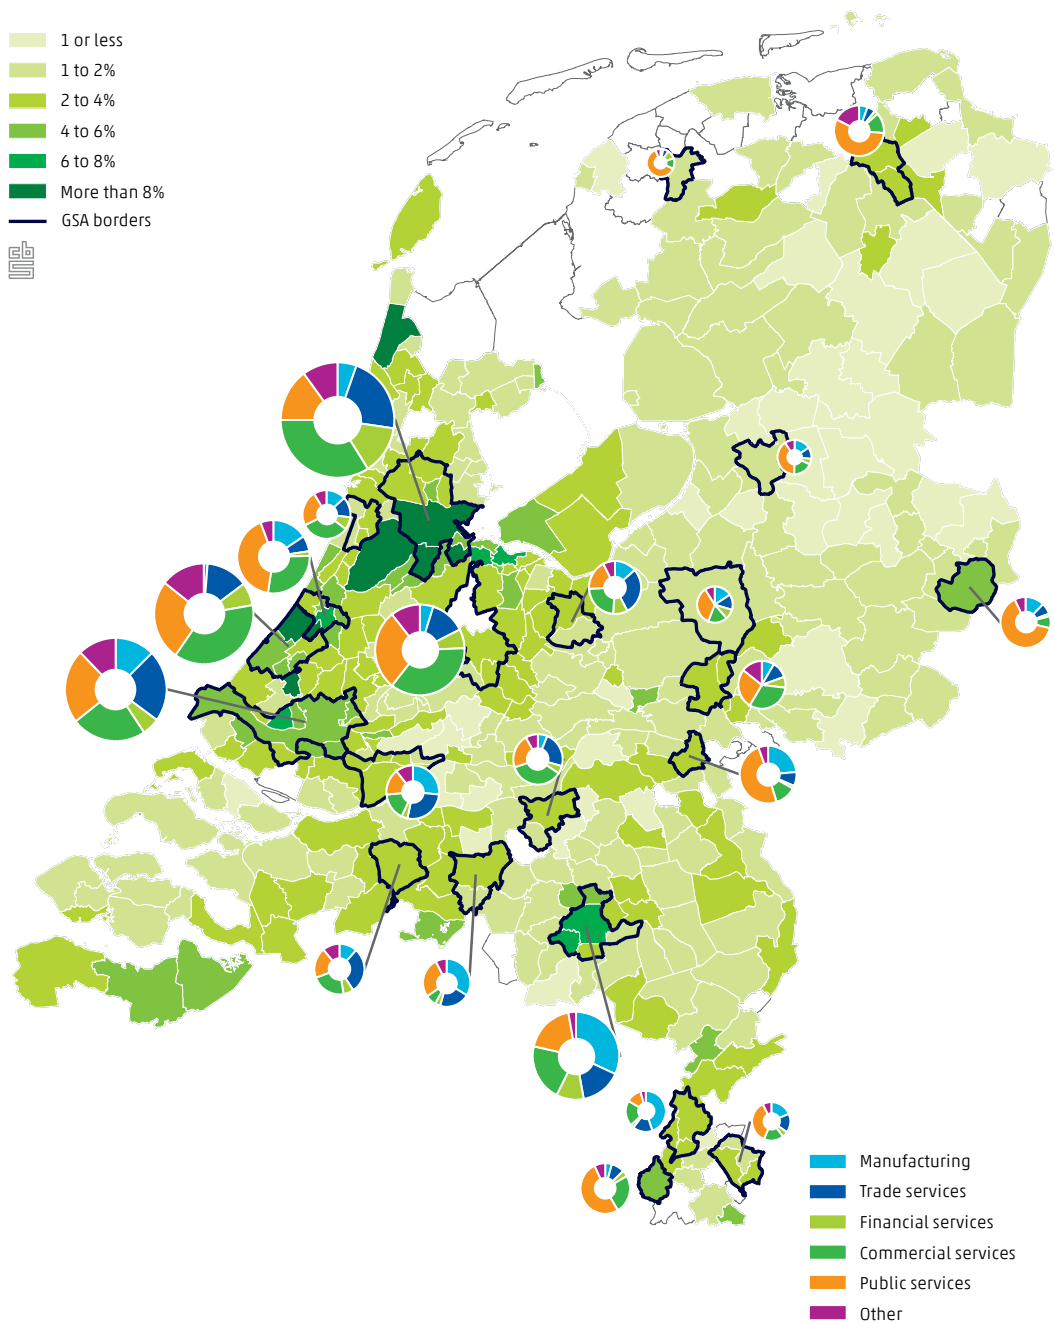 1 or less
1 to 2%
2 to 4%
4 to 6%
6 to 8%
More than 8%
GSA borders
cbs
Manufacturing
Trade services
Financial services
Commercial services
Public services
Other